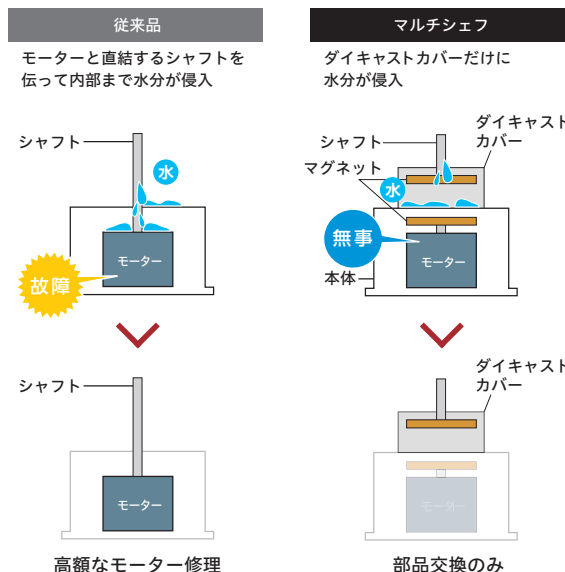 従来品
モーターと直結するシャフトを
伝って内部まで水分が侵入
シャフト
水
モーター
故障
シャフト
モーター
高額なモーター修理
マルチシェフ
ダイキャストカバーだけに
水分が侵入
ダイキャスト
カバー
シャフト
マグネット
水
無事
モーター
本体
ダイキャスト
カバー
モーター
部品交換のみ